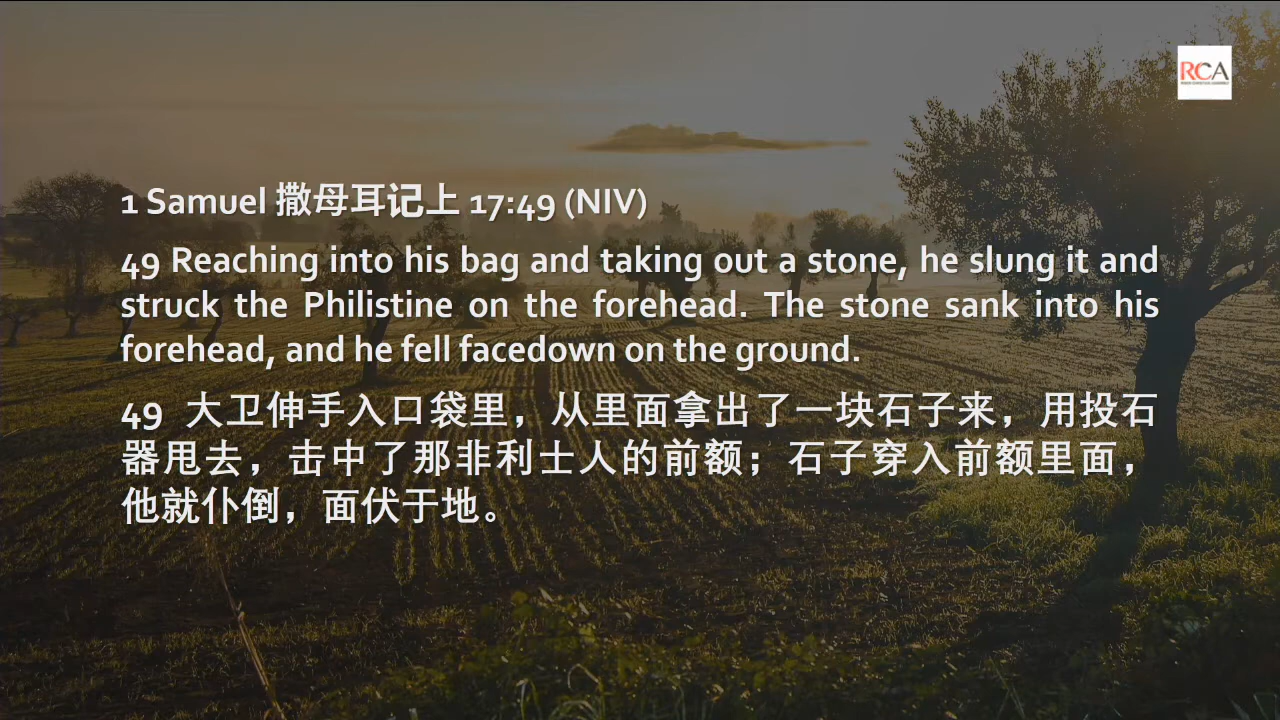 RCA
1 Samuel 撒母耳记上 17:49 (NIV)
49 Reaching into his bag and taking out a stone, he slung it and
struck the Philistine on the forehead. The stone sank into his
forehead, and he fell facedown on the ground.
49 大卫伸手入口袋里，从里面拿出了一块石子来，用投石
器甩去，击中了那非利士人的前额；石子穿入前额里面，
他就仆倒，面伏于地。